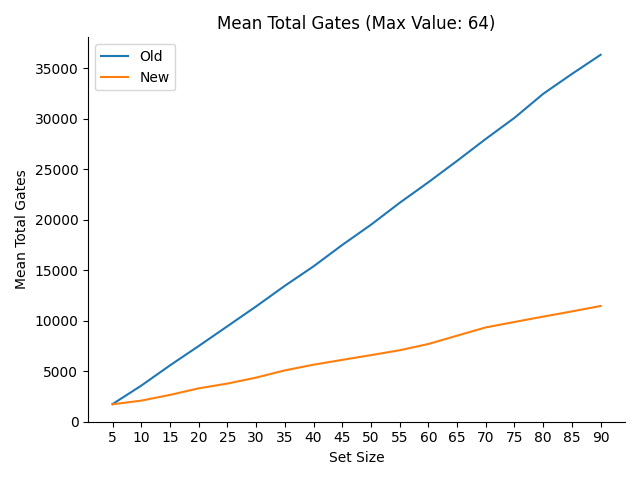 Mean Total Gates (Max Value: 64)
Old
New
Mean Total Gates
35000
30000
25000
20000
15000
10000
5000
0
5 10 15 20 25 30 35 40 45 50 55 60 65 70 75 80 85 90
Set Size